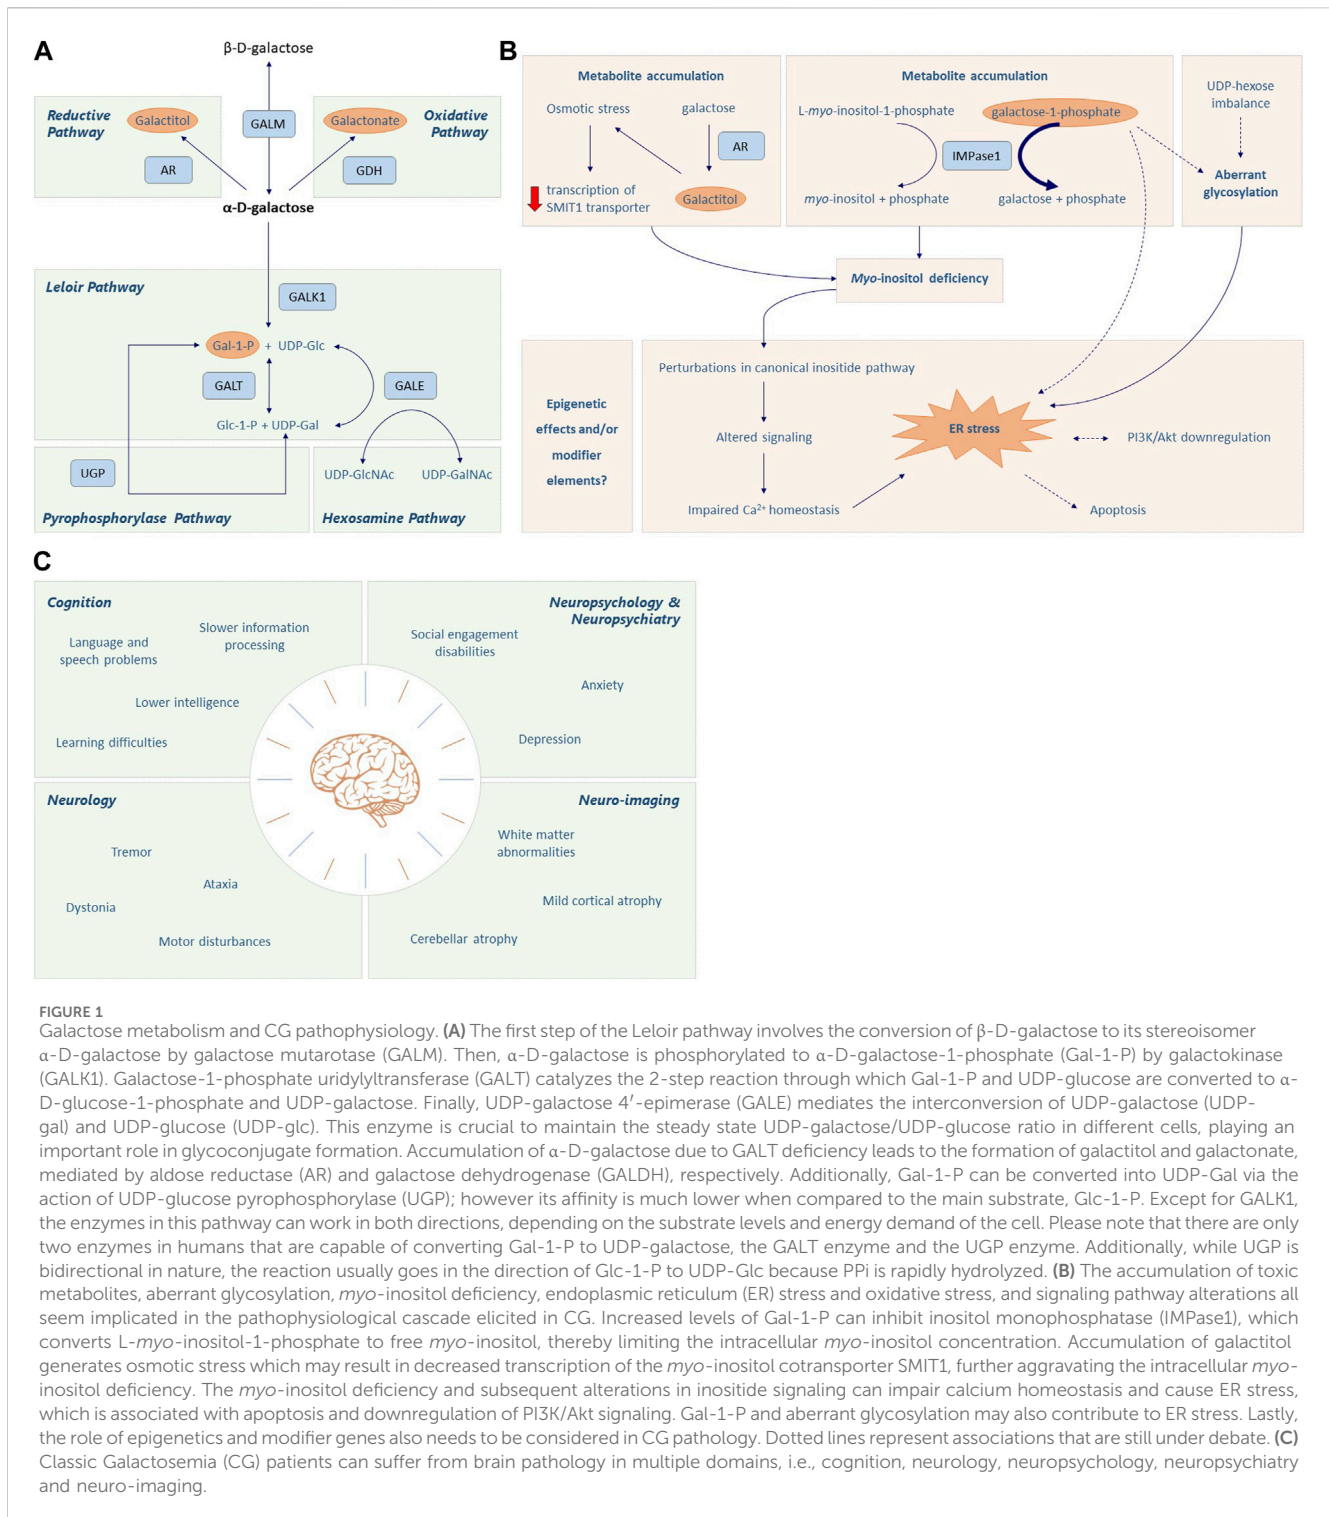 A
β-D-galactose
Reductive
Pathway
Galactitol
GALM
Galactonate
Oxidative
Pathway
AR
GDH
α-D-galactose
Leloir Pathway
GALK1
Gal-1-P + UDP-Glc
GALT
GALE
Glc-1-P + UDP-Gal
UGP
UDP-GlcNAc
UDP-GalNAc
Pyrophosphorylase Pathway
Hexosamine Pathway
B
Metabolite accumulation
Osmotic stress
galactose
AR
transcription of
SMIT1 transporter
Galactitol
Metabolite accumulation
L-myo-inositol-1-phosphate
galactose-1-phosphate
IMPase1
myo-inositol + phosphate
galactose + phosphate
UDP-hexose
imbalance
Aberrant
glycosylation
Myo-inositol deficiency
Epigenetic
effects and/or
modifier
elements?
Perturbations in canonical inositide pathway
Altered signaling
Impaired Ca²⁺ homeostasis
ER stress
PI3K/Akt downregulation
Apoptosis
C
Cognition
Slower information
processing
Language and
speech problems
Lower intelligence
Learning difficulties
Neuropsychology &
Neuropsychiatry
Social engagement
disabilities
Anxiety
Depression
Neurology
Tremor
Ataxia
Dystonia
Motor disturbances
Neuro-imaging
White matter
abnormalities
Mild cortical atrophy
Cerebellar atrophy
FIGURE 1
Galactose metabolism and CG pathophysiology. (A) The first step of the Leloir pathway involves the conversion of β-D-galactose to its stereoisomer
α-D-galactose by galactose mutarotase (GALM). Then, α-D-galactose is phosphorylated to α-D-galactose-1-phosphate (Gal-1-P) by galactokinase
(GALK1). Galactose-1-phosphate uridylyltransferase (GALT) catalyzes the 2-step reaction through which Gal-1-P and UDP-glucose are converted to α-
D-glucose-1-phosphate and UDP-galactose. Finally, UDP-galactose 4′-epimerase (GALE) mediates the interconversion of UDP-galactose (UDP-
gal) and UDP-glucose (UDP-glc). This enzyme is crucial to maintain the steady state UDP-galactose/UDP-glucose ratio in different cells, playing an
important role in glycoconjugate formation. Accumulation of α-D-galactose due to GALT deficiency leads to the formation of galactitol and galactonate,
mediated by aldose reductase (AR) and galactose dehydrogenase (GALDH), respectively. Additionally, Gal-1-P can be converted into UDP-Gal via the
action of UDP-glucose pyrophosphorylase (UGP); however its affinity is much lower when compared to the main substrate, Glc-1-P. Except for GALK1,
the enzymes in this pathway can work in both directions, depending on the substrate levels and energy demand of the cell. Please note that there are only
two enzymes in humans that are capable of converting Gal-1-P to UDP-galactose, the GALT enzyme and the UGP enzyme. Additionally, while UGP is
bidirectional in nature, the reaction usually goes in the direction of Glc-1-P to UDP-Glc because PPi is rapidly hydrolyzed. (B) The accumulation of toxic
metabolites, aberrant glycosylation, myo-inositol deficiency, endoplasmic reticulum (ER) stress and oxidative stress, and signaling pathway alterations all
seem implicated in the pathophysiological cascade elicited in CG. Increased levels of Gal-1-P can inhibit inositol monophosphatase (IMPase1), which
converts L-myo-inositol-1-phosphate to free myo-inositol, thereby limiting the intracellular myo-inositol concentration. Accumulation of galactitol
generates osmotic stress which may result in decreased transcription of the myo-inositol cotransporter SMIT1, further aggravating the intracellular myo-
inositol deficiency. The myo-inositol deficiency and subsequent alterations in inositide signaling can impair calcium homeostasis and cause ER stress,
which is associated with apoptosis and downregulation of PI3K/Akt signaling. Gal-1-P and aberrant glycosylation may also contribute to ER stress. Lastly,
the role of epigenetics and modifier genes also needs to be considered in CG pathology. Dotted lines represent associations that are still under debate. (C)
Classic Galactosemia (CG) patients can suffer from brain pathology in multiple domains, i.e., cognition, neurology, neuropsychology, neuropsychiatry
and neuro-imaging.